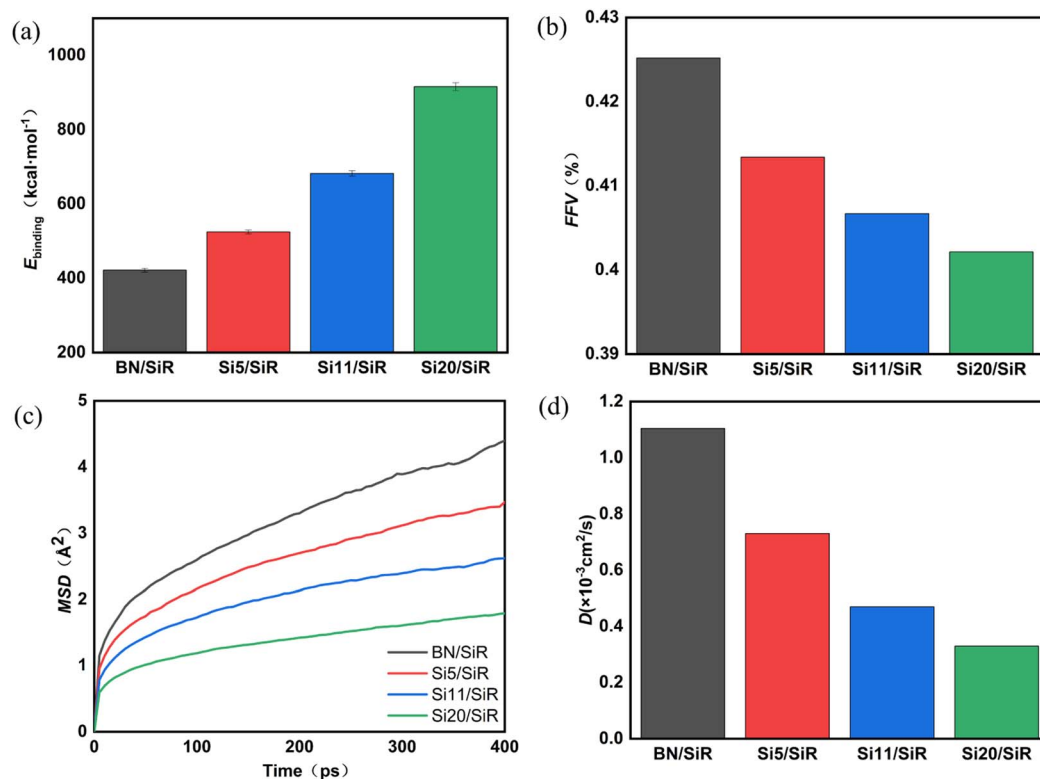 (a)
1000
800
600
400
200
E binding (kcal·mol⁻¹)
BN/SiR Si5/SiR Si11/SiR Si20/SiR
(b)
0.43
0.42
0.41
0.4
0.39
FFV (%)
BN/SiR Si5/SiR Si11/SiR Si20/SiR
(c)
5
4
3
2
1
0
MSD (Å²)
BN/SiR
Si5/SiR
Si11/SiR
Si20/SiR
0 100 200 300 400
Time (ps)
(d)
1.2
1.0
0.8
0.6
0.4
0.2
0.0
D(×10⁻³cm²/s)
BN/SiR Si5/SiR Si11/SiR Si20/SiR